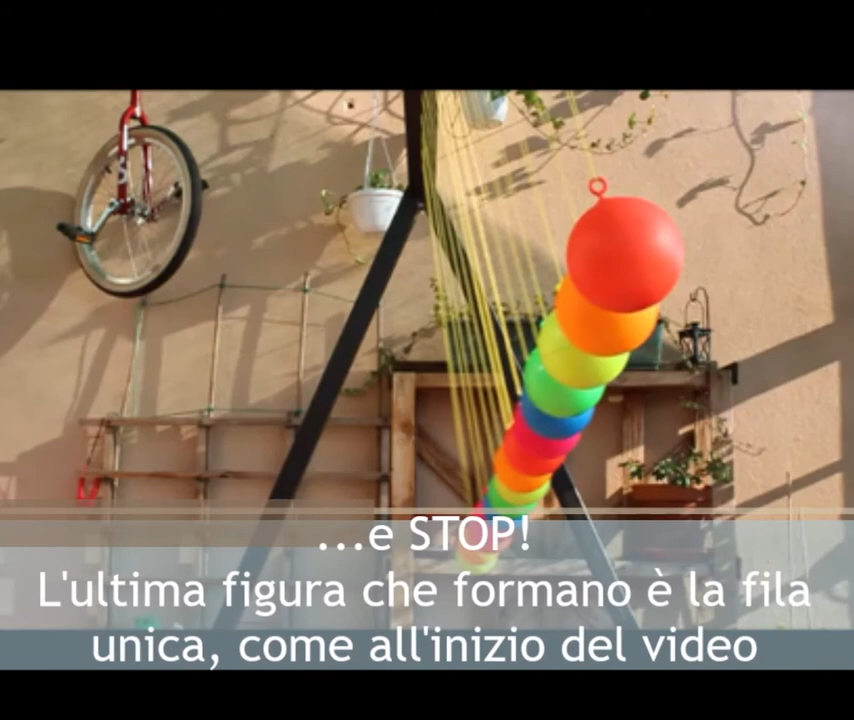 ...e STOP!
L'ultima figura che formano è la fila
unica, come all'inizio del video